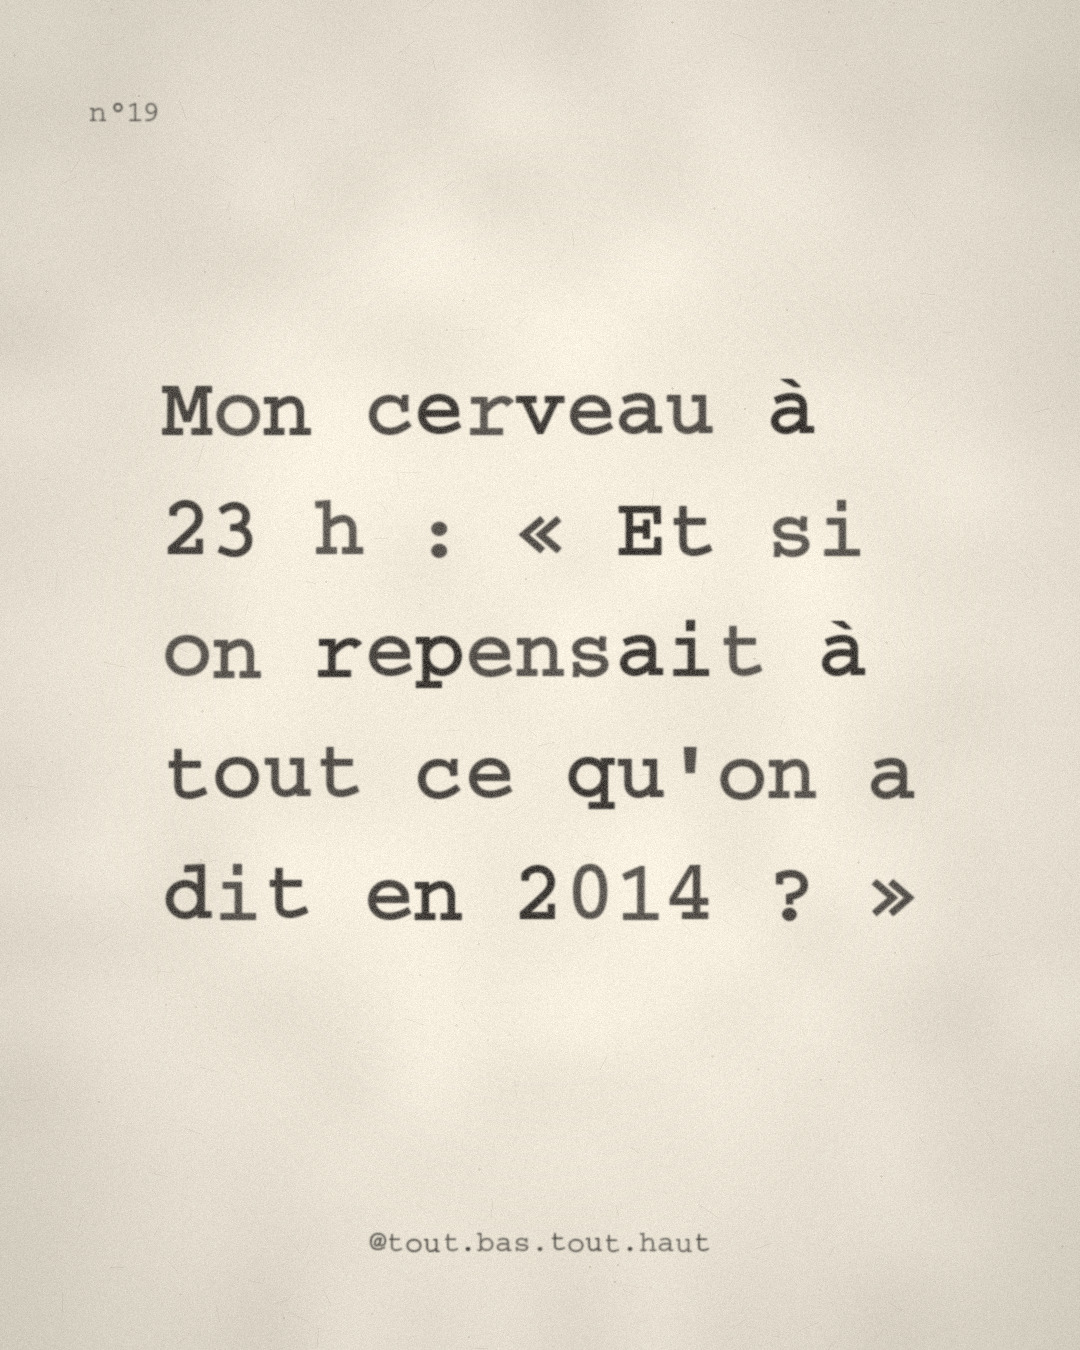 n°19
Mon cerveau à
23 h : « Et si
on repensait à
tout ce qu'on a
dit en 2014 ? »
@tout.bas.tout.haut